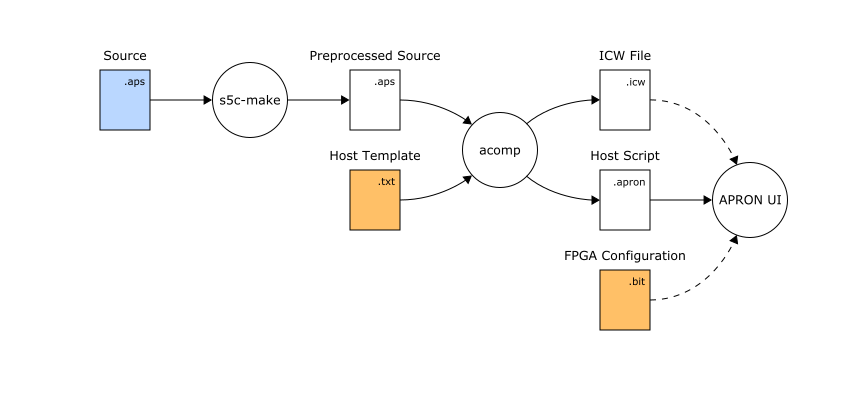 Source
.aps
s5c-make
Preprocessed Source
.aps
Host Template
.txt
acomp
ICW File
.icw
Host Script
.apron
APRON UI
FPGA Configuration
.bit